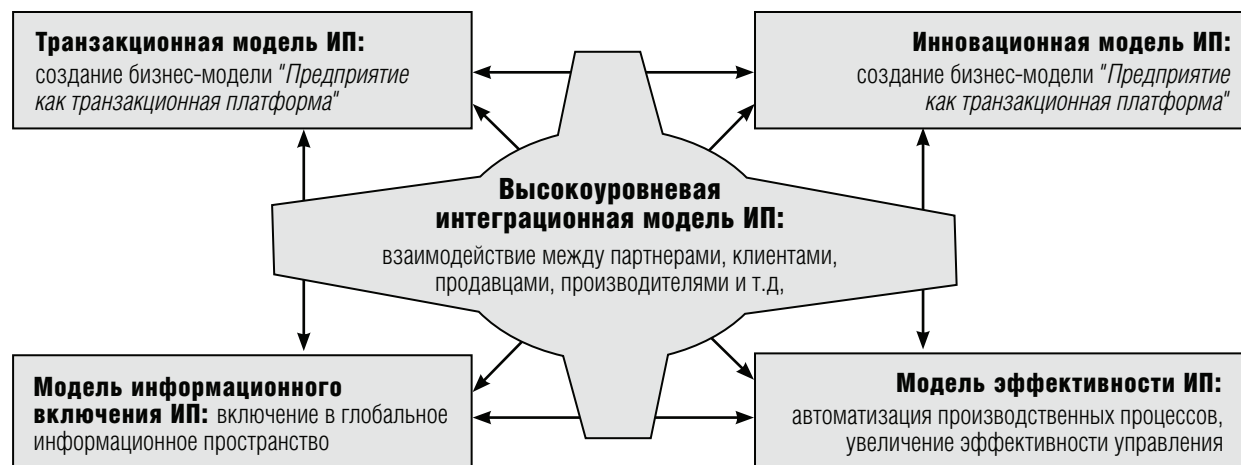 Транзакционная модель ИП:
создание бизнес-модели "Предприятие
как транзакционная платформа"
Инновационная модель ИП:
создание бизнес-модели "Предприятие
как транзакционная платформа"
Высокоуровневая
интеграционная модель ИП:
взаимодействие между партнерами, клиентами,
продавцами, производителями и т.д,
Модель информационного
включения ИП: включение в глобальное
информационное пространство
Модель эффективности ИП:
автоматизация производственных процессов,
увеличение эффективности управления